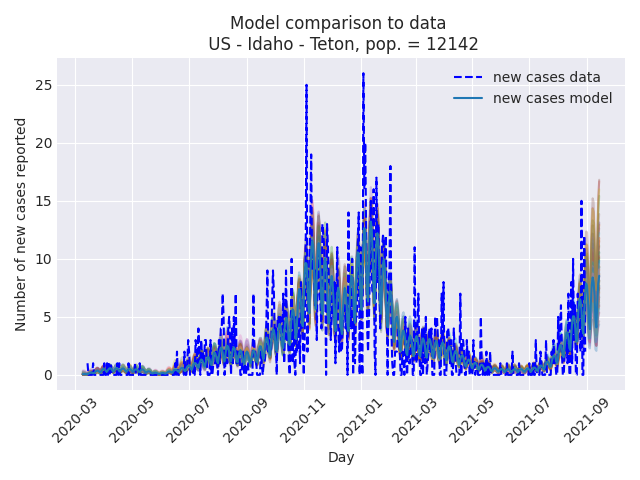 Model comparison to data
US - Idaho - Teton, pop. = 12142
new cases data
new cases model
Number of new cases reported
25
20
15
10
5
0
2020-03
2020-05
2020-07
2020-09
2020-11
2021-01
2021-03
2021-05
2021-07
2021-09
Day